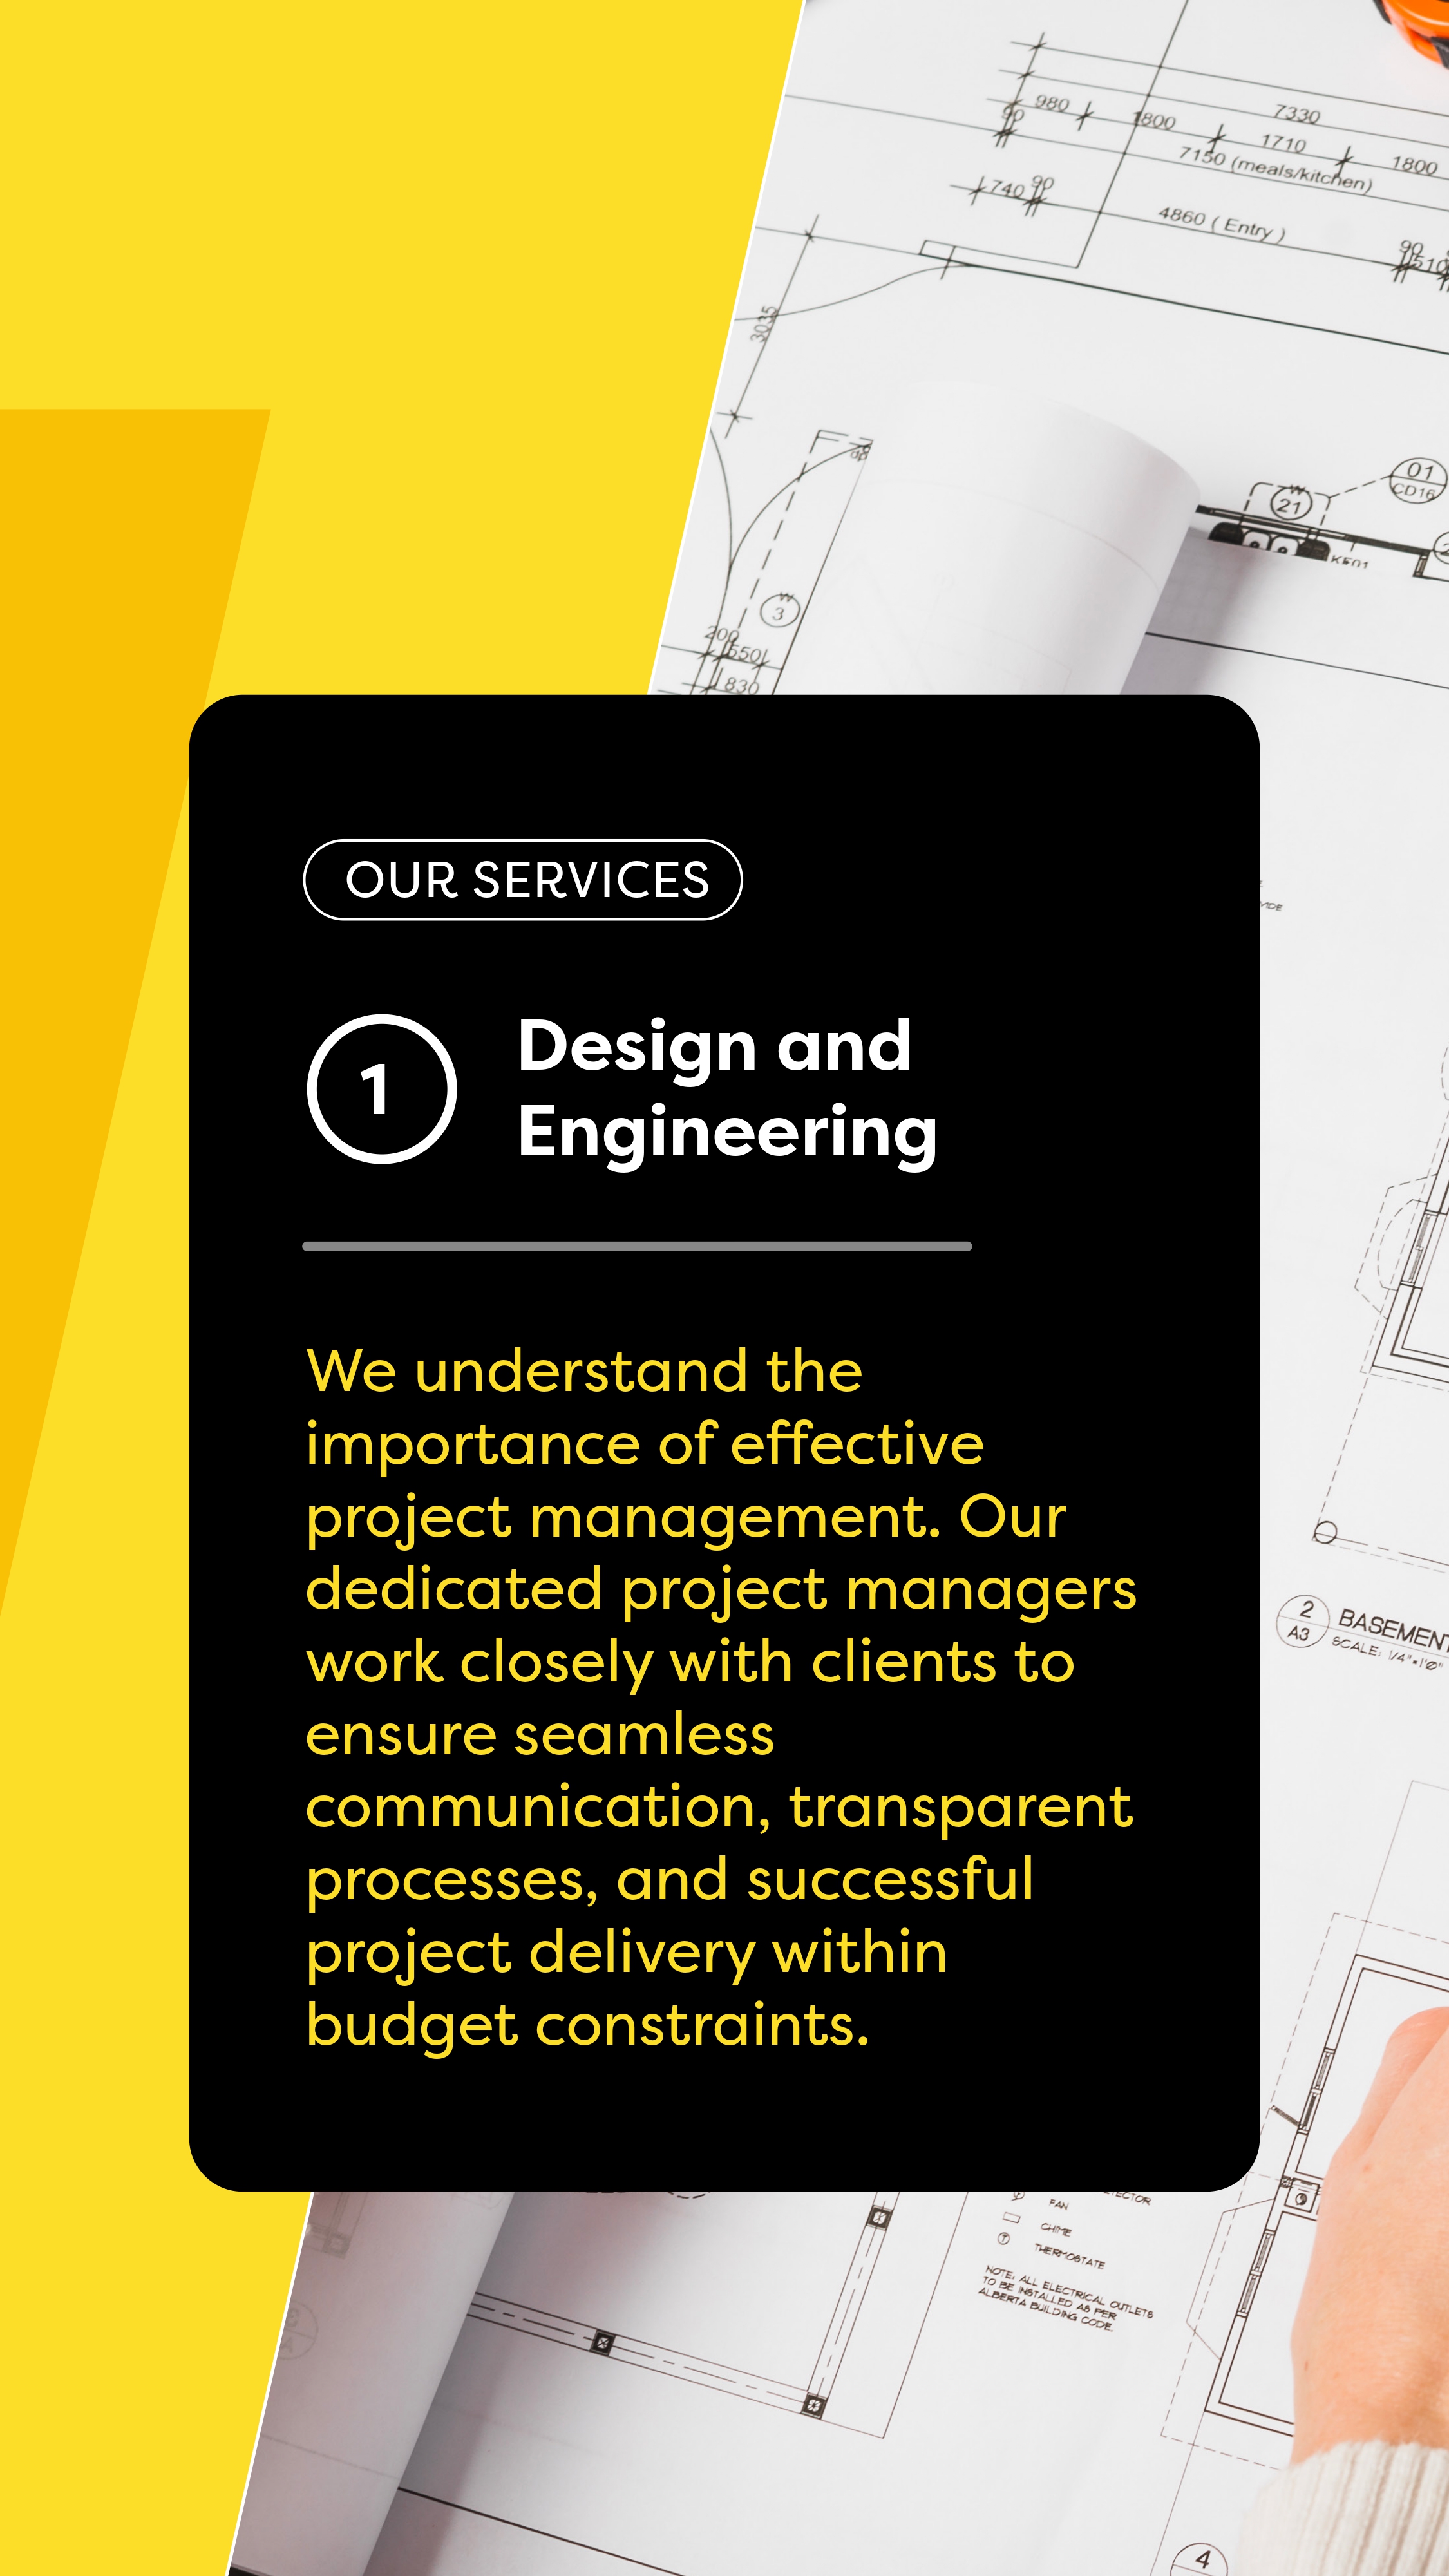 980
90
1800
7330
1710
1800
7150 (meals/kitchen)
740
90
4860 ( Entry )
90
510
3035
01
CD16
W
21
KF01
W
3
200
550
830
OUR SERVICES
1
Design and
Engineering
We understand the
importance of effective
project management. Our
dedicated project managers
work closely with clients to
ensure seamless
communication, transparent
processes, and successful
project delivery within
budget constraints.
2
A3
BASEMENT
SCALE: 1/4"=1'0"
FAN
CHIME
THERMOSTATE
NOTE: ALL ELECTRICAL OUTLETS
TO BE INSTALLED AS PER
ALBERTA BUILDING CODE.
4